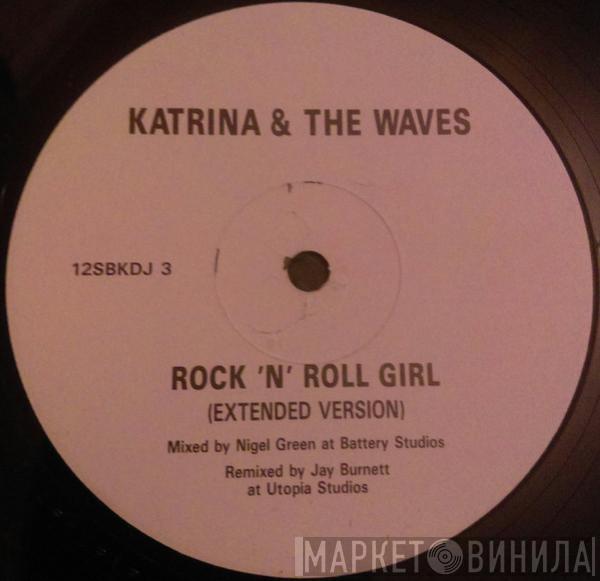 KATRINA & THE WAVES
12SBKDJ 3
ROCK 'N' ROLL GIRL
(EXTENDED VERSION)
Mixed by Nigel Green at Battery Studios
Remixed by Jay Burnett
at Utopia Studios
МАРКЕТ ВИНИЛА